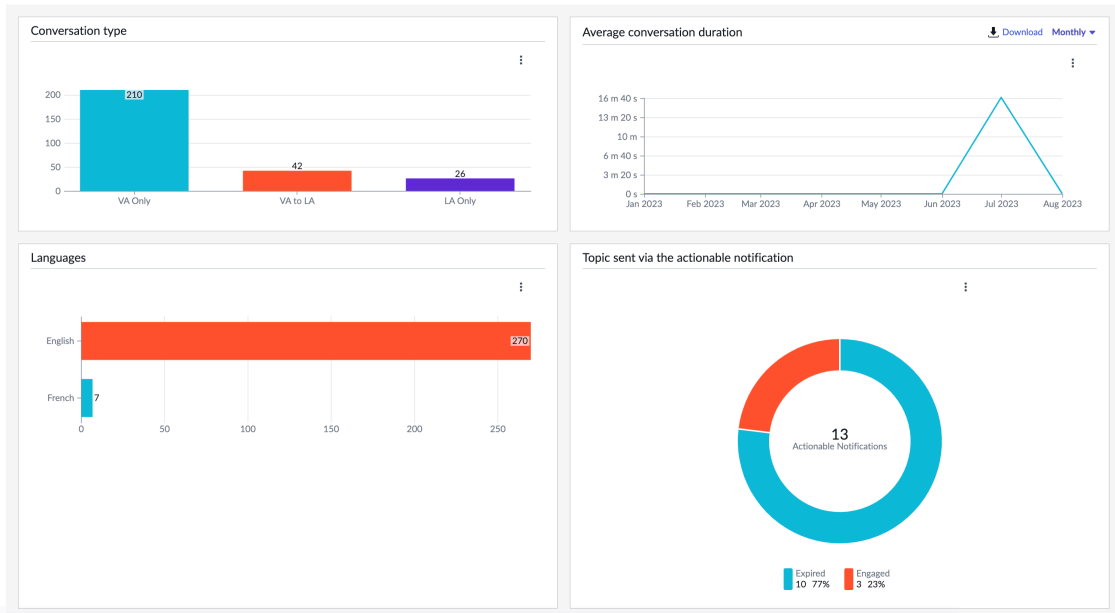 Conversation type
200
150
100
50
0
210
42
26
VA Only
VA to LA
LA Only
Average conversation duration
Download Monthly
16 m 40 s
13 m 20 s
10 m
6 m 40 s
3 m 20 s
0 s
Jan 2023 Feb 2023 Mar 2023 Apr 2023 May 2023 Jun 2023 Jul 2023 Aug 2023
Languages
English 270
French 7
0 50 100 150 200 250
Topic sent via the actionable notification
13
Actionable Notifications
Expired
10 77%
Engaged
3 23%